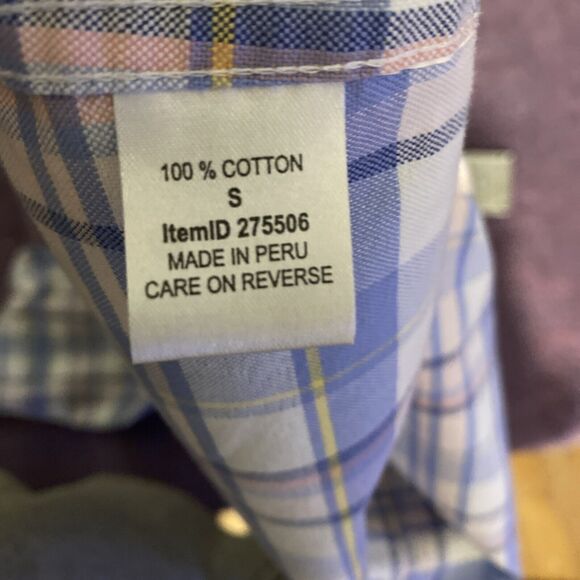 100 % COTTON
S
ItemID 275506
MADE IN PERU
CARE ON REVERSE